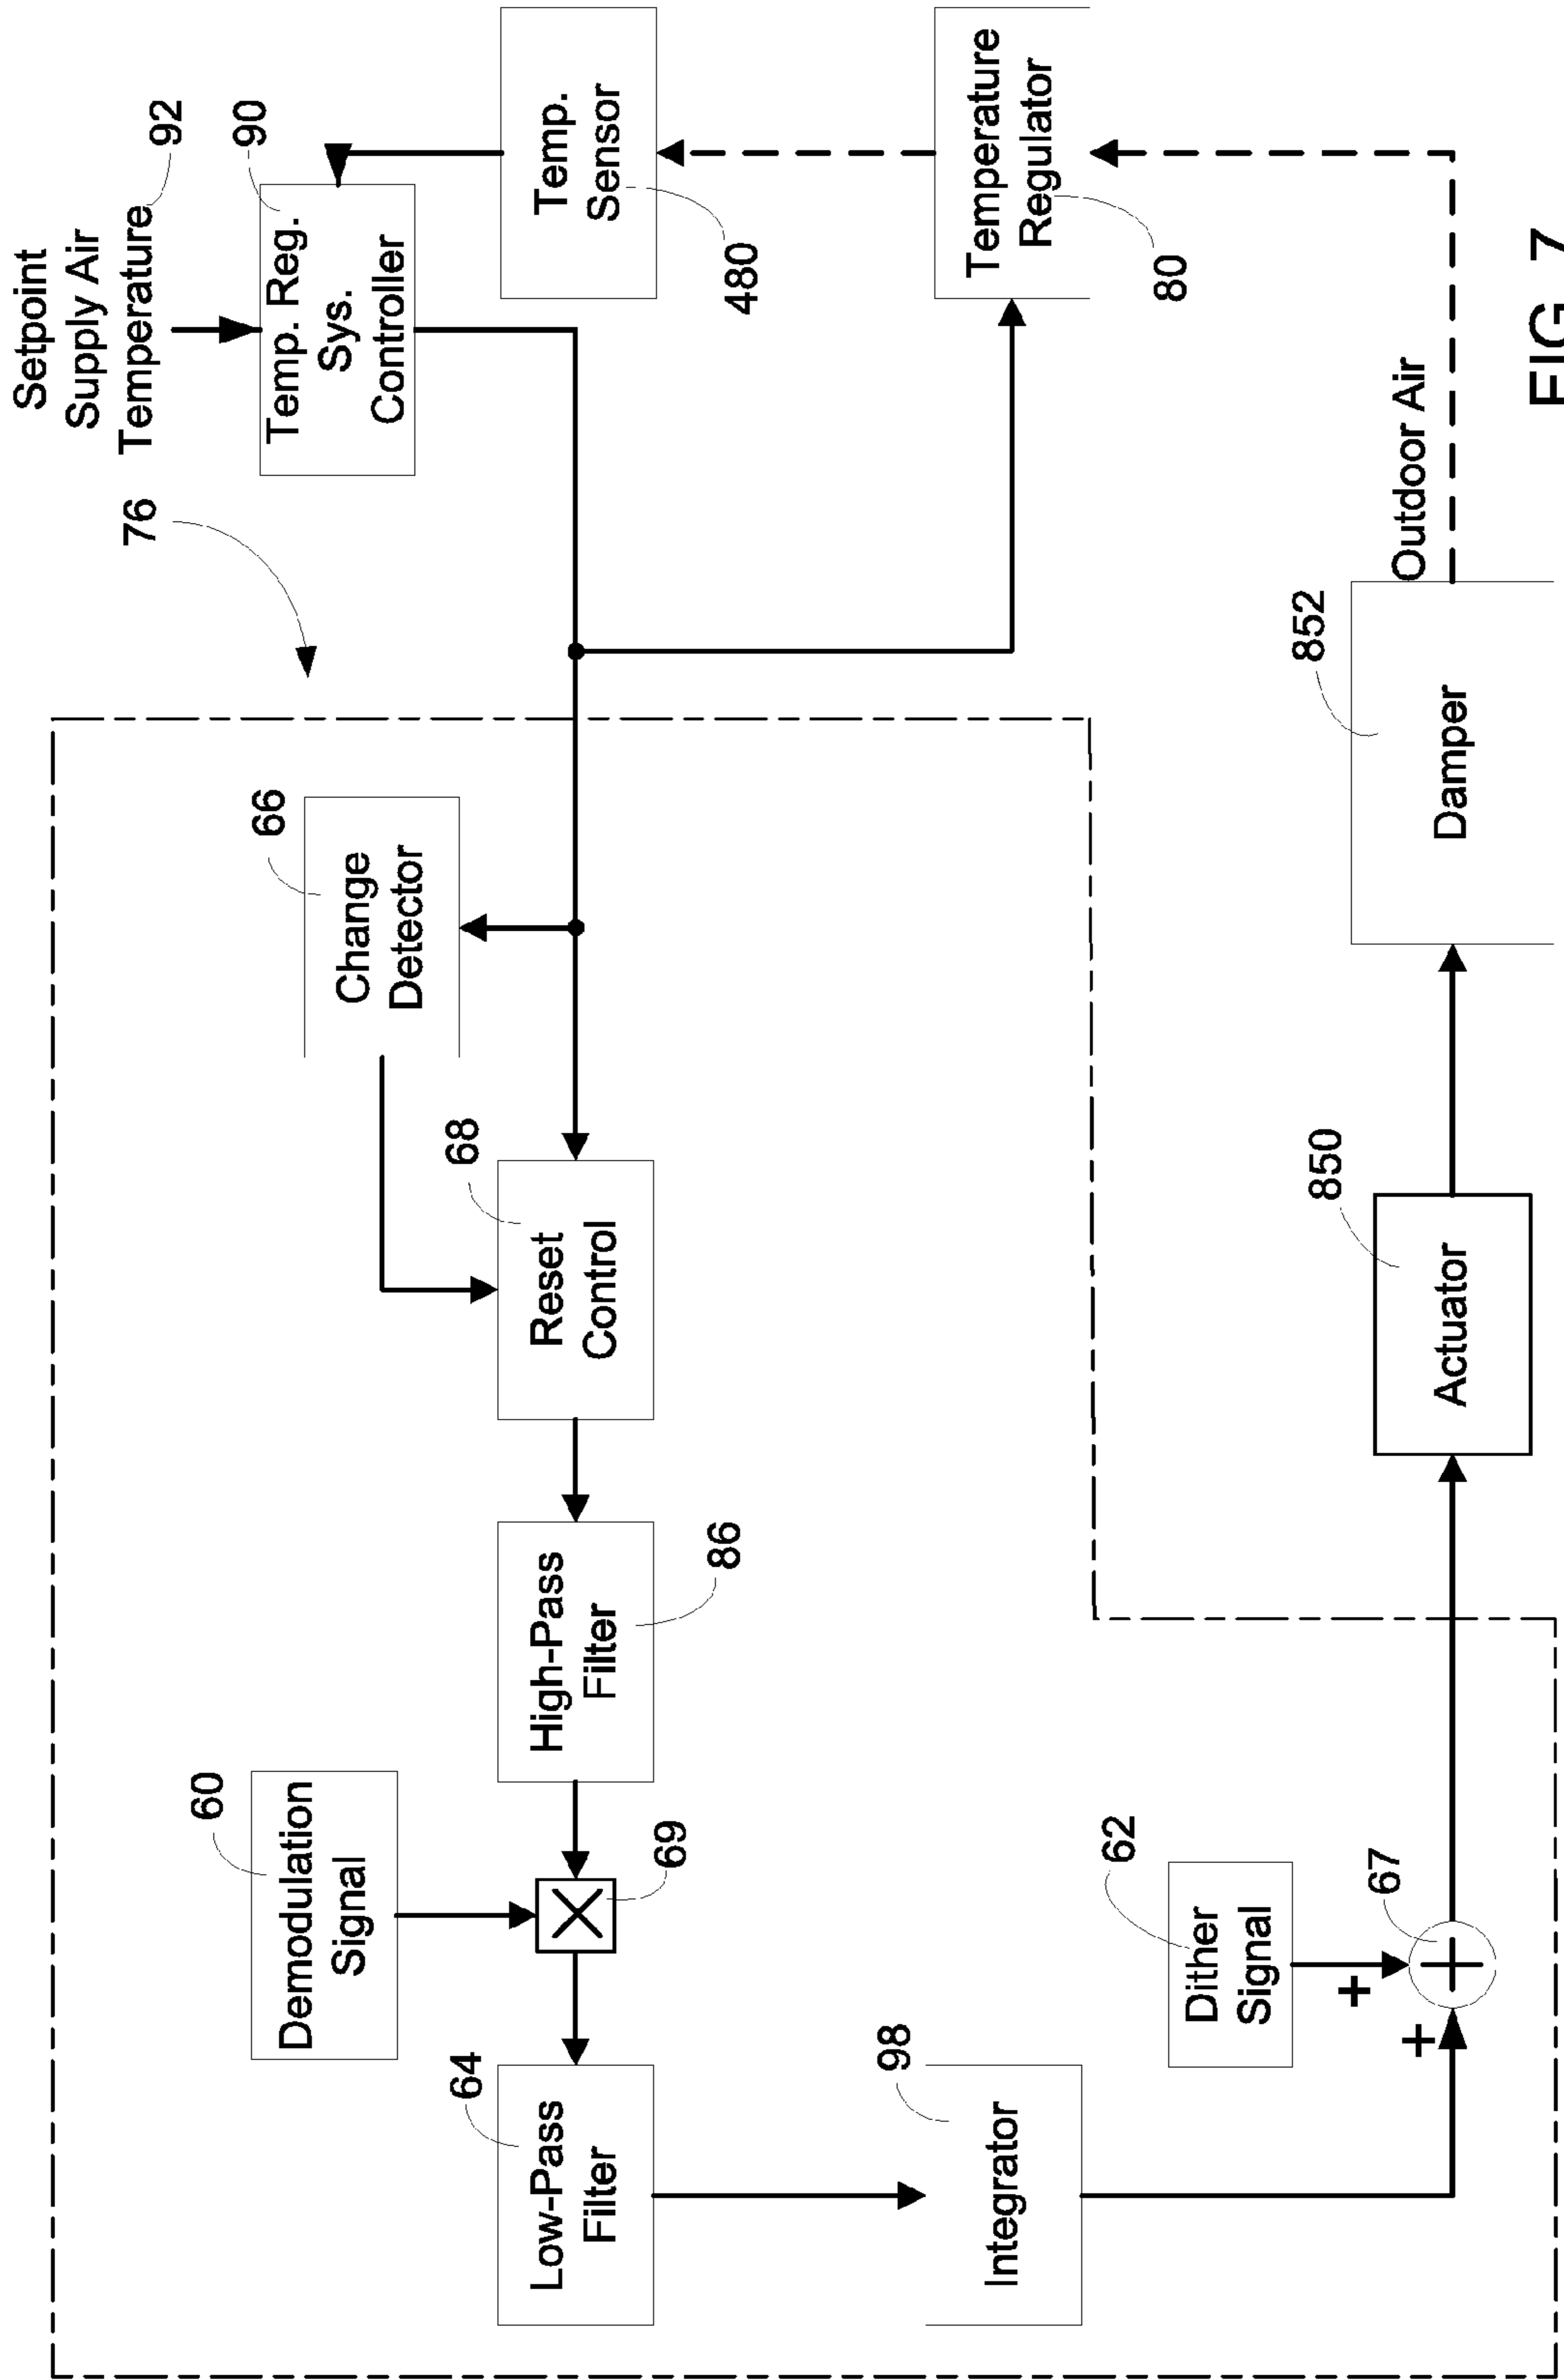 Setpoint
Supply Air
Temperature
92
76
90
Temp. Reg.
Sys.
Controller
Temp.
Sensor
480
Temperature
Regulator
80
66
Change
Detector
68
Reset
Control
High-Pass
Filter
86
60
Demodulation
Signal
69
64
Low-Pass
Filter
98
Integrator
62
Dither
Signal
67
+
+
850
Actuator
852
Damper
Outdoor Air
FIG 7